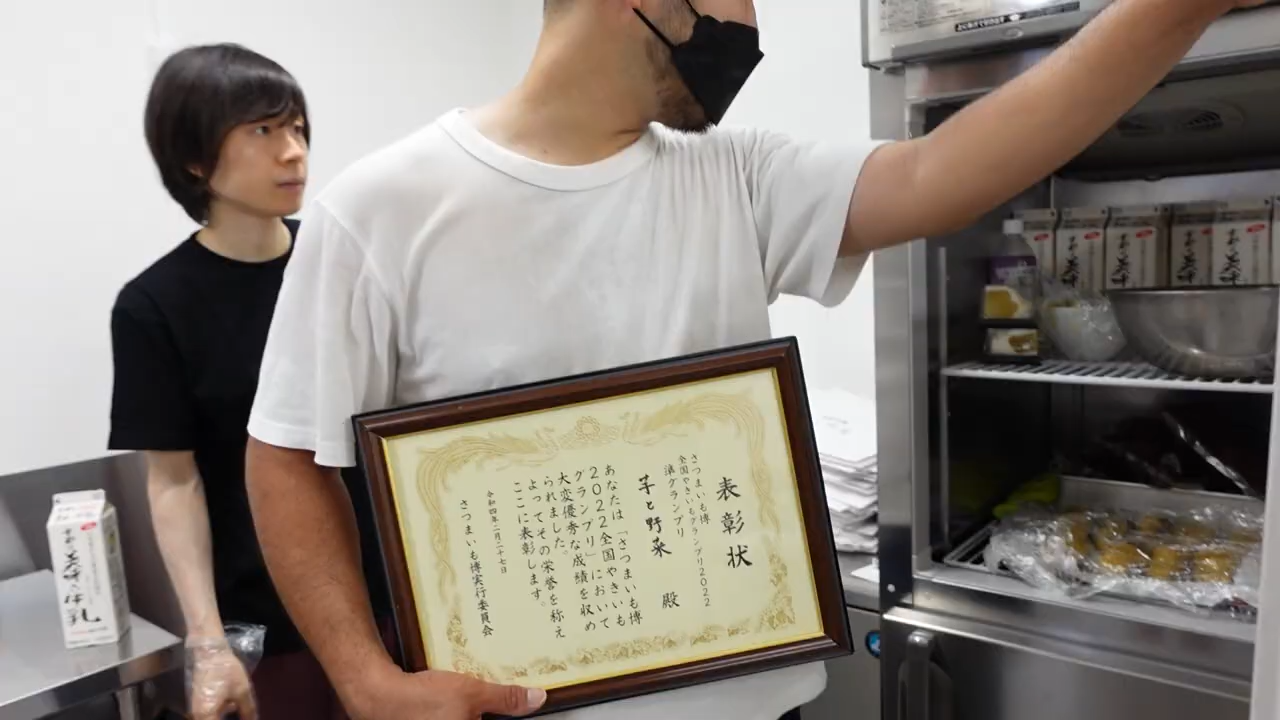 表彰状
さつまいも博
全国やきいもグランプリ2022
準グランプリ
芋と野菜 殿
あなたは「さつまいも博
2022全国やきいも
グランプリ」において
大変優秀な成績を収め
られました。
よってその栄誉を称え
ここに表彰します。
令和四年二月二十七日
さつまいも博実行委員会
美味
美味
乳